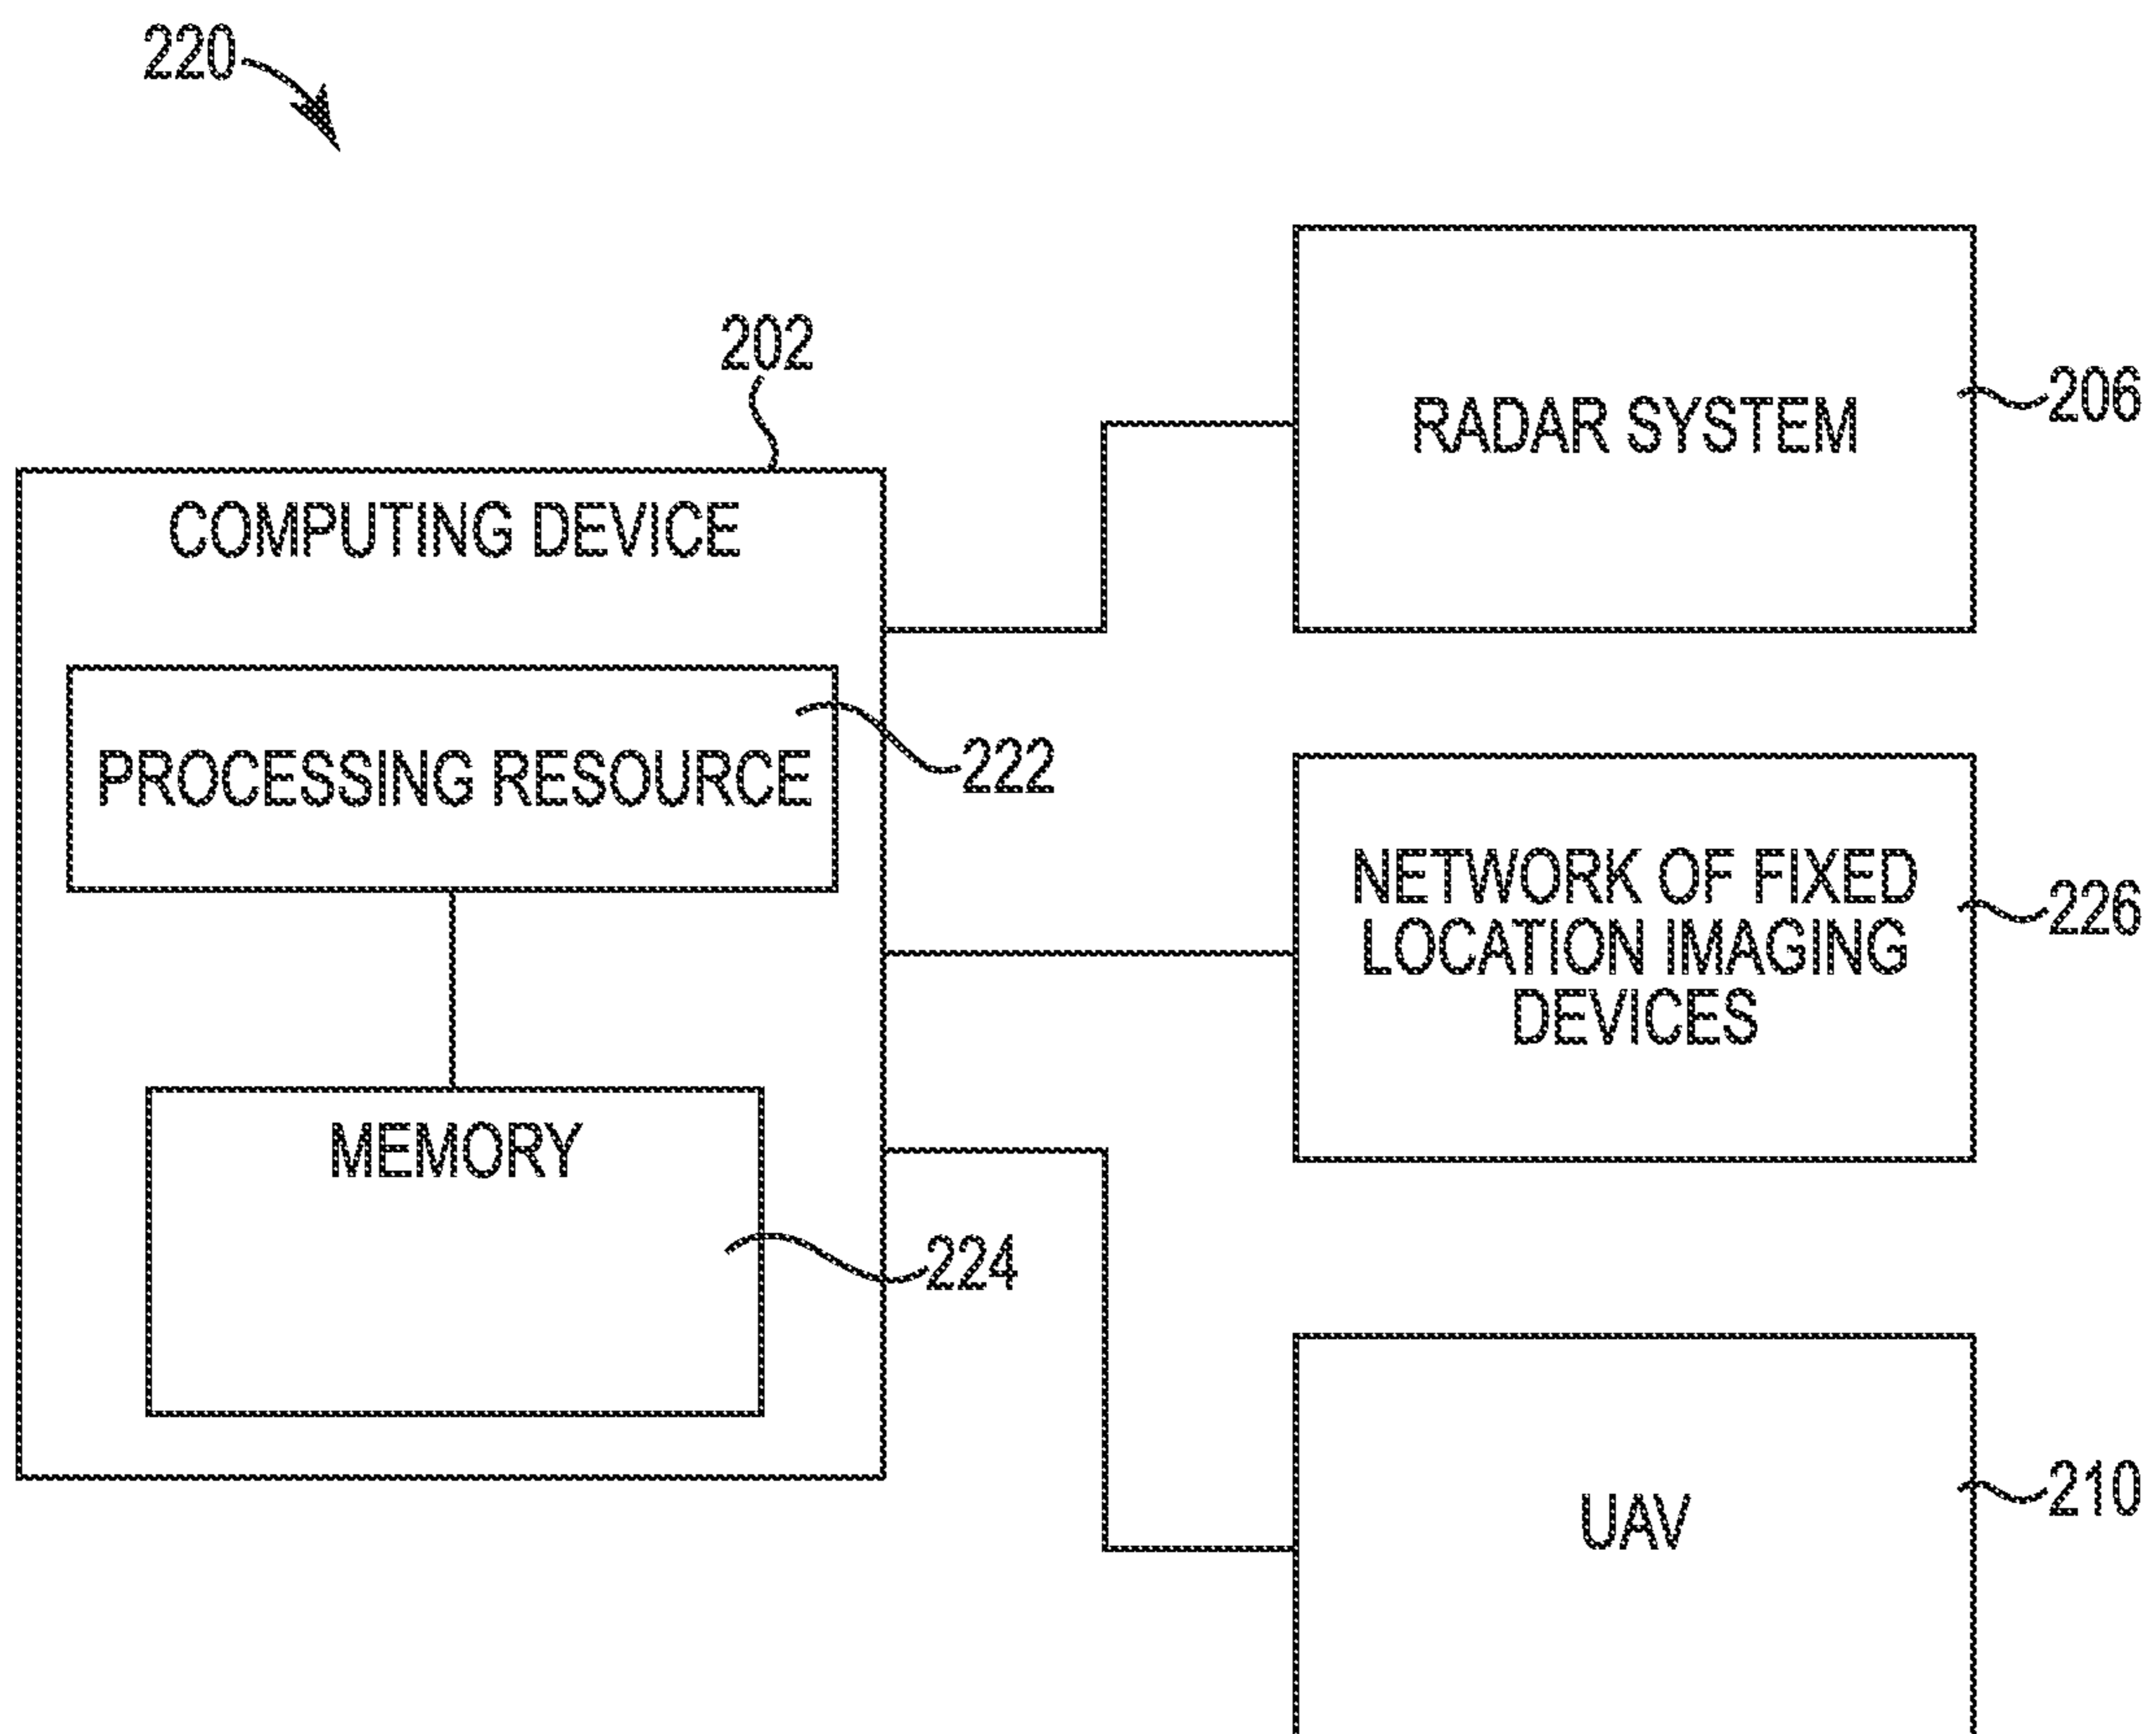 220
202
COMPUTING DEVICE
PROCESSING RESOURCE
222
MEMORY
224
RADAR SYSTEM
206
NETWORK OF FIXED
LOCATION IMAGING
DEVICES
226
UAV
210